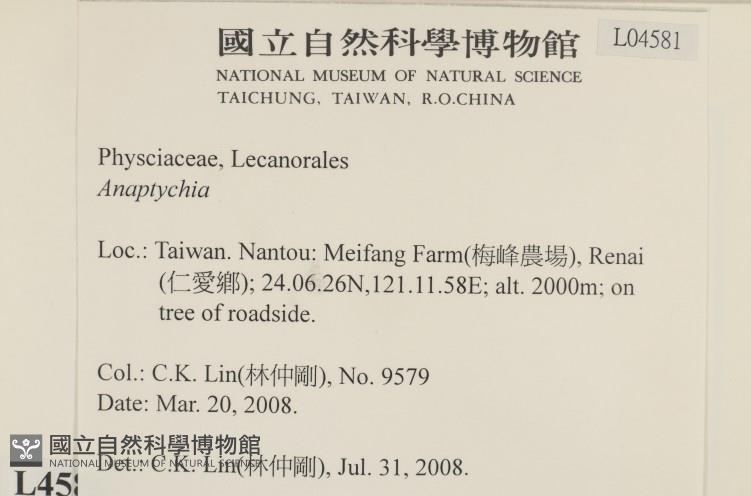 國立自然科學博物館
L04581
NATIONAL MUSEUM OF NATURAL SCIENCE
TAICHUNG, TAIWAN, R.O.CHINA
Physciaceae, Lecanorales
Anaptychia
Loc.: Taiwan. Nantou: Meifang Farm(梅峰農場), Renai
(仁愛鄉); 24.06.26N,121.11.58E; alt. 2000m; on
tree of roadside.
Col.: C.K. Lin(林仲剛), No. 9579
Date: Mar. 20, 2008.
國立自然科學博物館
NATIONAL MUSEUM OF NATURAL SCIENCE
Det.: C.K. Lin(林仲剛), Jul. 31, 2008.
L458